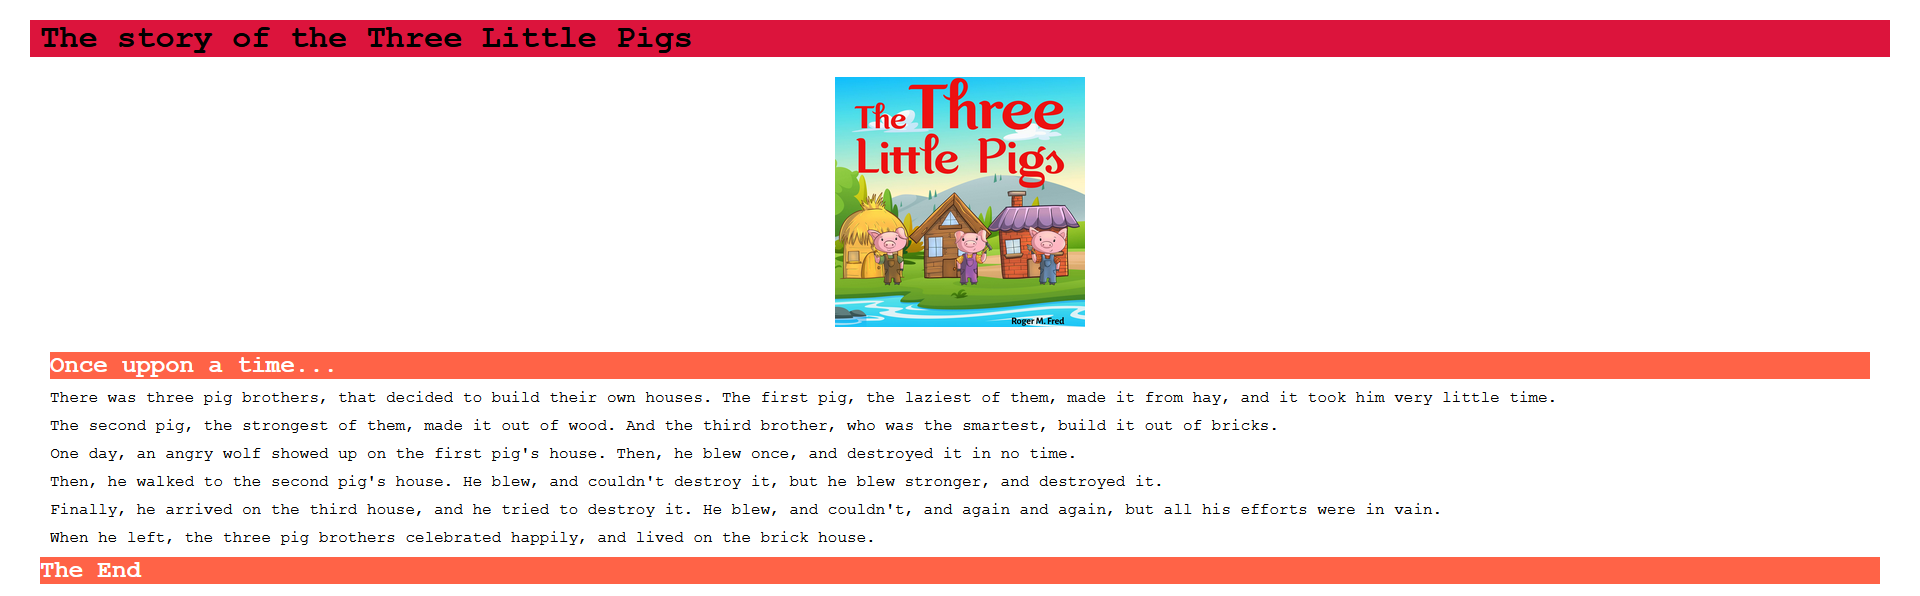 The story of the Three Little Pigs
The Three
Little Pigs
Roger M. Fred
Once uppon a time...
There was three pig brothers, that decided to build their own houses. The first pig, the laziest of them, made it from hay, and it took him very little time.
The second pig, the strongest of them, made it out of wood. And the third brother, who was the smartest, build it out of bricks.
One day, an angry wolf showed up on the first pig's house. Then, he blew once, and destroyed it in no time.
Then, he walked to the second pig's house. He blew, and couldn't destroy it, but he blew stronger, and destroyed it.
Finally, he arrived on the third house, and he tried to destroy it. He blew, and couldn't, and again and again, but all his efforts were in vain.
When he left, the three pig brothers celebrated happily, and lived on the brick house.
The End